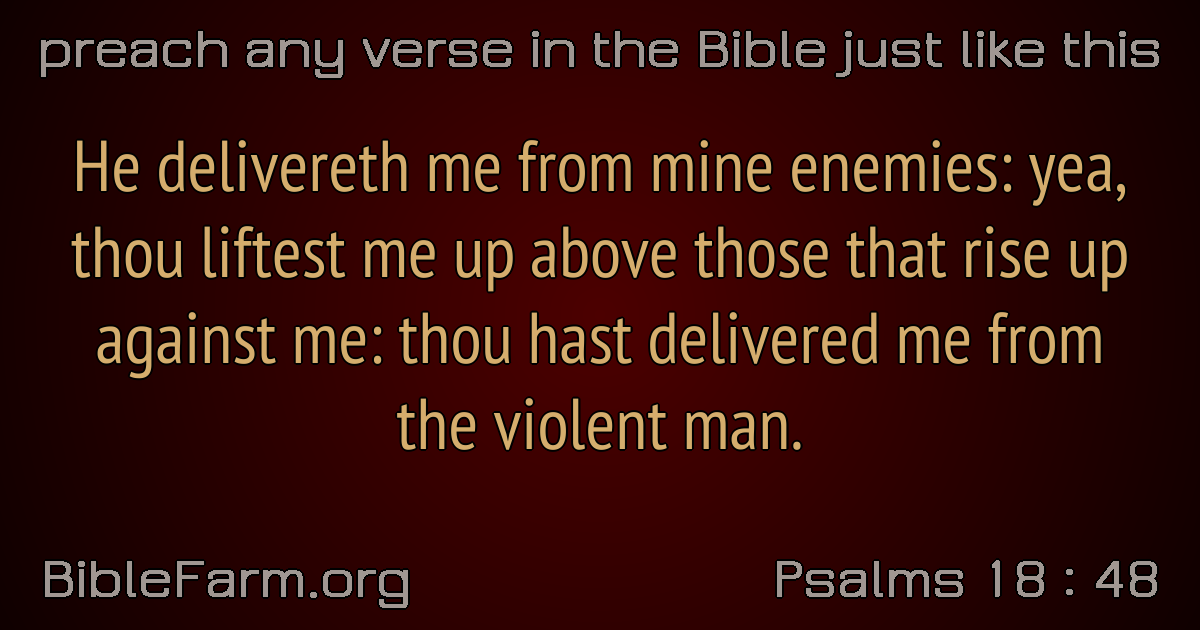 preach any verse in the Bible just like this
He delivereth me from mine enemies: yea,
thou liftest me up above those that rise up
against me: thou hast delivered me from
the violent man.
BibleFarm.org
Psalms 18 : 48